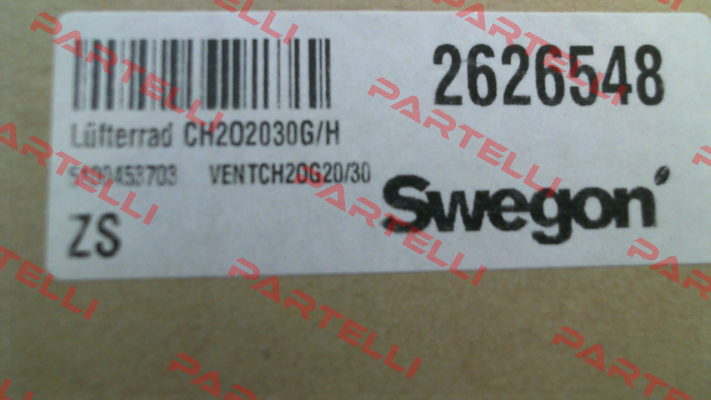 2626548
Lüfterrad CH2O2030G/H
VENTCH2OG20/30
Swegon
ZS
PARTELLI
PARTELLI
PARTELLI
PARTELLI
PARTELLI
PARTELLI
PARTELLI